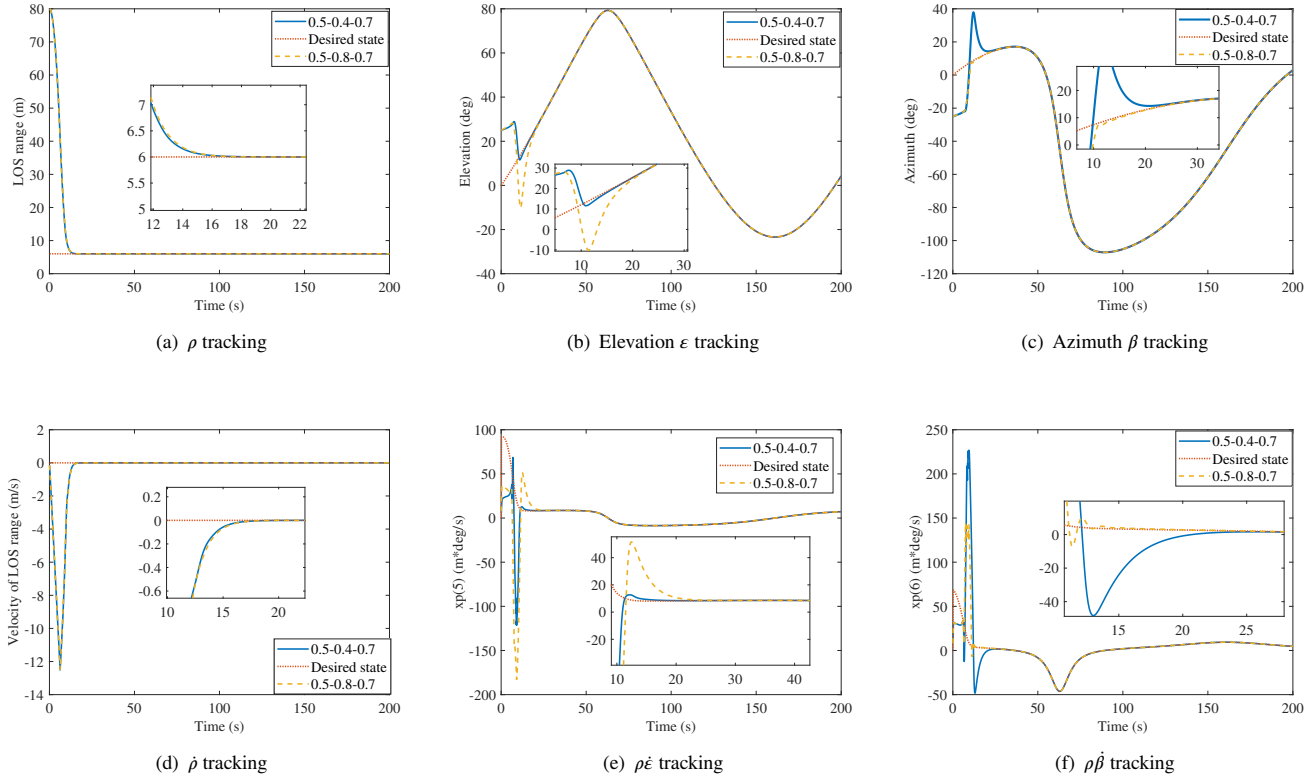 80
70
60
50
40
30
20
10
0
LOS range (m)
0.5-0.4-0.7
Desired state
0.5-0.8-0.7
7
6.5
6
5.5
5
12 14 16 18 20 22
0 50 100 150 200
Time (s)
(a) ρ tracking
80
60
40
20
0
-20
-40
Elevation (deg)
0.5-0.4-0.7
Desired state
0.5-0.8-0.7
30
20
10
0
-10
10 20 30
0 50 100 150 200
Time (s)
(b) Elevation ε tracking
40
20
0
-20
-40
-60
-80
-100
-120
Azimuth (deg)
0.5-0.4-0.7
Desired state
0.5-0.8-0.7
20
10
0
10 20 30
0 50 100 150 200
Time (s)
(c) Azimuth β tracking
2
0
-2
-4
-6
-8
-10
-12
-14
Velocity of LOS range (m/s)
0.2
0
-0.2
-0.4
-0.6
10 15 20
0.5-0.4-0.7
Desired state
0.5-0.8-0.7
0 50 100 150 200
Time (s)
(d) ρ̇ tracking
100
50
0
-50
-100
-150
-200
xp(5) (m*deg/s)
0.5-0.4-0.7
Desired state
0.5-0.8-0.7
40
20
0
-20
10 20 30 40
0 50 100 150 200
Time (s)
(e) ρε̇ tracking
250
200
150
100
50
0
-50
xp(6) (m*deg/s)
0.5-0.4-0.7
Desired state
0.5-0.8-0.7
20
0
-20
-40
15 20 25
0 50 100 150 200
Time (s)
(f) ρβ̇ tracking